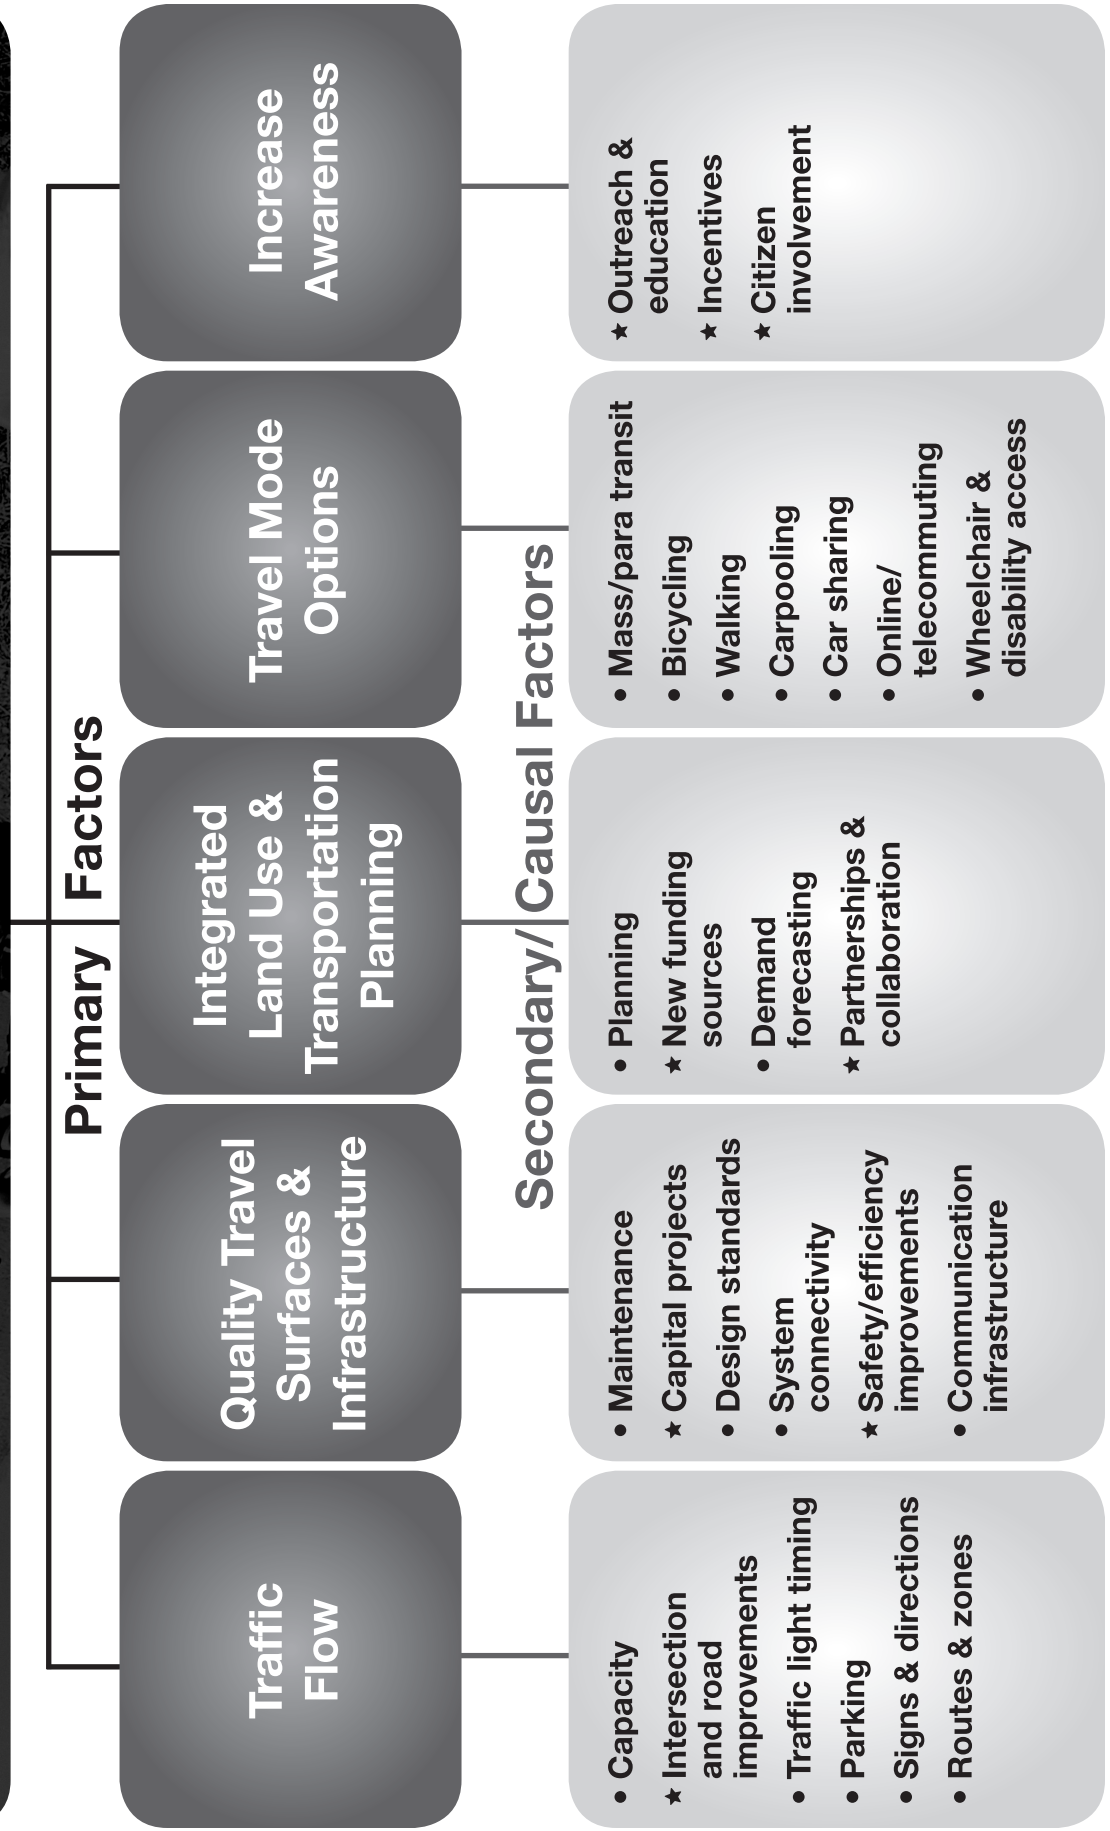 Primary Factors
Traffic
Flow
Quality Travel
Surfaces &
Infrastructure
Integrated
Land Use &
Transportation
Planning
Travel Mode
Options
Increase
Awareness
Secondary/ Causal Factors
• Capacity
★ Intersection
and road
improvements
• Traffic light timing
• Parking
• Signs & directions
• Routes & zones
• Maintenance
★ Capital projects
• Design standards
• System
connectivity
★ Safety/efficiency
improvements
• Communication
infrastructure
• Planning
★ New funding
sources
• Demand
forecasting
★ Partnerships &
collaboration
• Mass/para transit
• Bicycling
• Walking
• Carpooling
• Car sharing
• Online/
telecommuting
• Wheelchair &
disability access
★ Outreach &
education
★ Incentives
★ Citizen
involvement